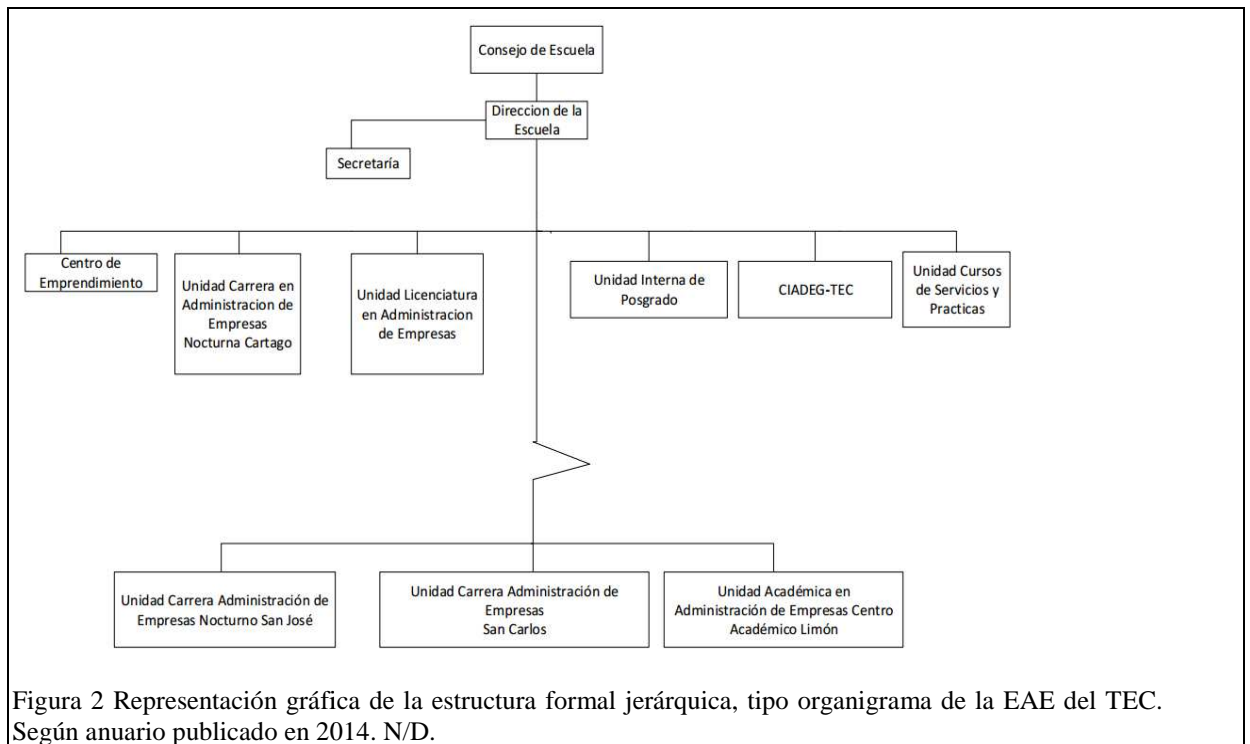 Consejo de Escuela
Direccion de la
Escuela
Secretaría
Centro de
Emprendimiento
Unidad Carrera en
Administracion de
Empresas
Nocturna Cartago
Unidad Licenciatura
en Administracion
de Empresas
Unidad Interna de
Posgrado
CIADEG-TEC
Unidad Cursos
de Servicios y
Practicas
Unidad Carrera Administración de
Empresas Nocturno San José
Unidad Carrera Administración de
Empresas
San Carlos
Unidad Académica en
Administración de Empresas Centro
Académico Limón
Figura 2 Representación gráfica de la estructura formal jerárquica, tipo organigrama de la EAE del TEC.
Según anuario publicado en 2014. N/D.